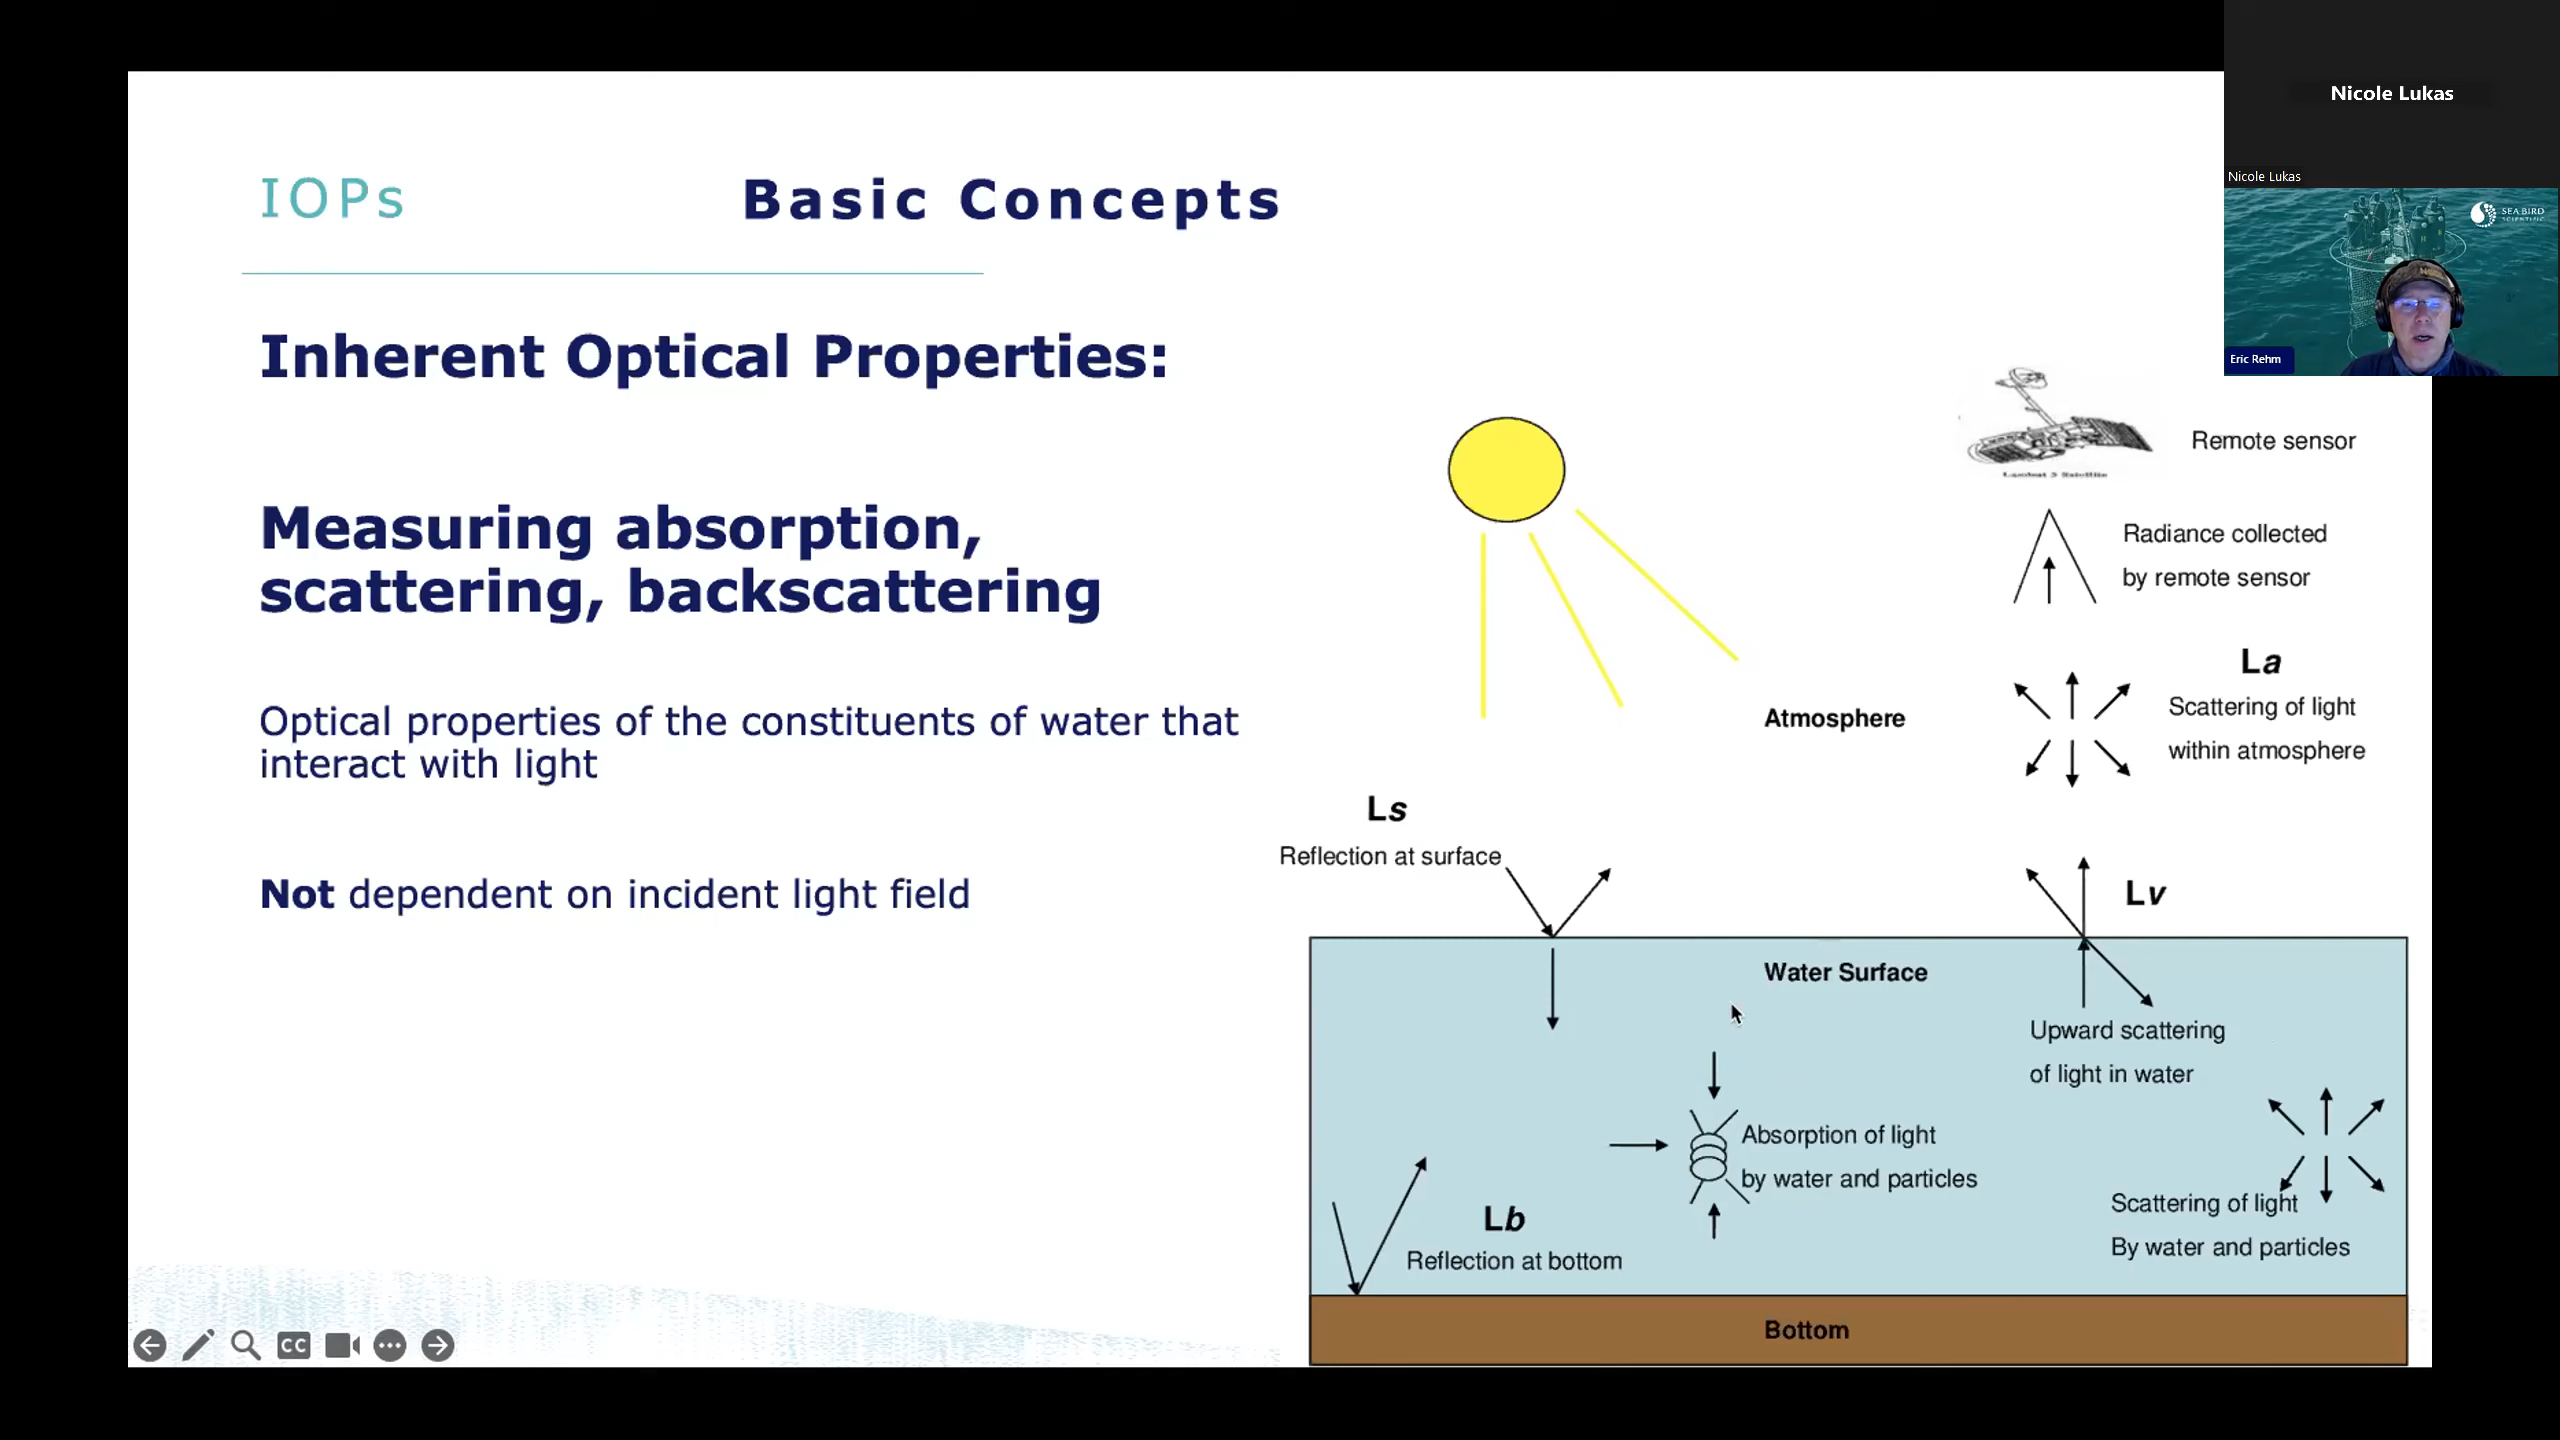 Nicole Lukas
Nicole Lukas
SEA·BIRD
SCIENTIFIC
Eric Rehm
IOPs
Basic Concepts
Inherent Optical Properties:
Measuring absorption,
scattering, backscattering
Optical properties of the constituents of water that
interact with light
Not dependent on incident light field
Remote sensor
Radiance collected
by remote sensor
La
Scattering of light
within atmosphere
Atmosphere
Ls
Reflection at surface
Lv
Water Surface
Upward scattering
of light in water
Absorption of light
by water and particles
Scattering of light
By water and particles
Lb
Reflection at bottom
Bottom
CC